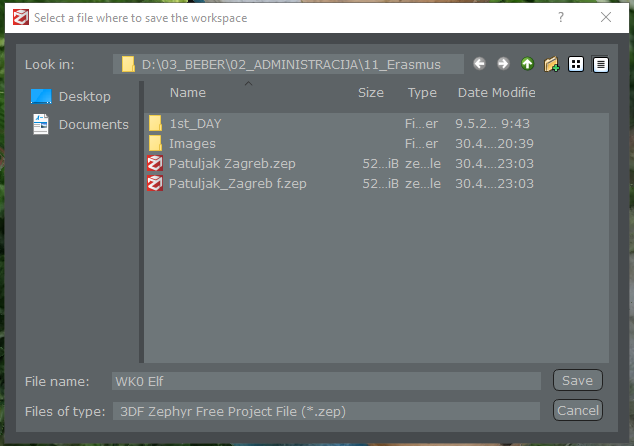 Select a file where to save the workspace
Look in: D:\03_BEBER\02_ADMINISTRACIJA\11_Erasmus
Desktop
Documents
Name Size Type Date Modifie
1st_DAY Fi...er 9.5.2... 9:43
Images Fi...er 30.4....20:39
Patuljak Zagreb.zep 52...iB ze...le 30.4....23:03
Patuljak_Zagreb f.zep 52...iB ze...le 30.4....23:03
File name: WK0 Elf Save
Files of type: 3DF Zephyr Free Project File (*.zep) Cancel